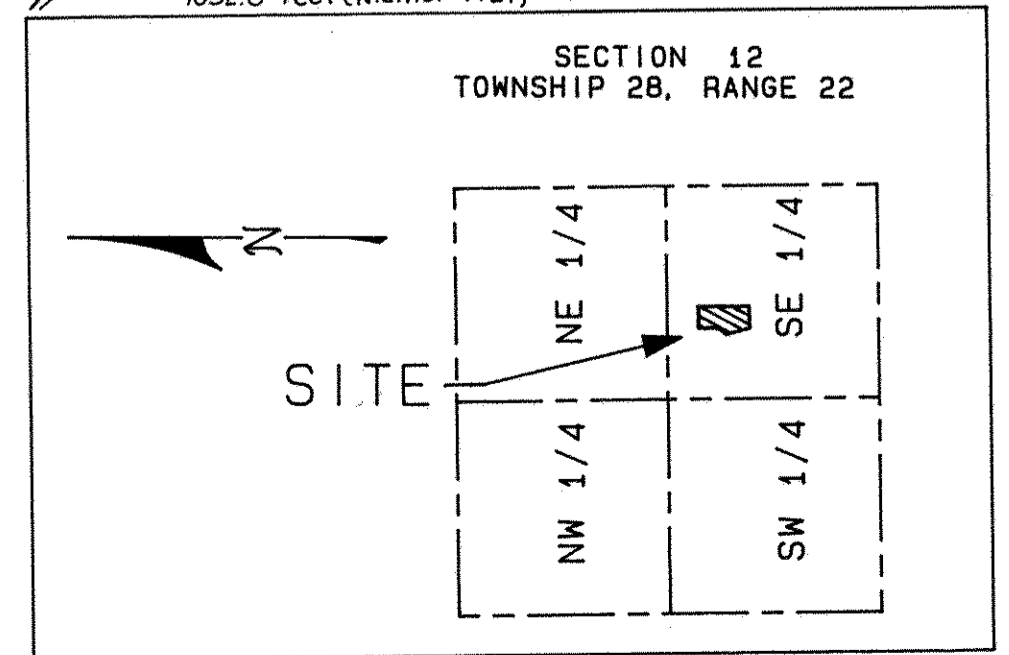 SECTION 12
TOWNSHIP 28, RANGE 22
N
NE 1/4
SE 1/4
SITE
NW 1/4
SW 1/4